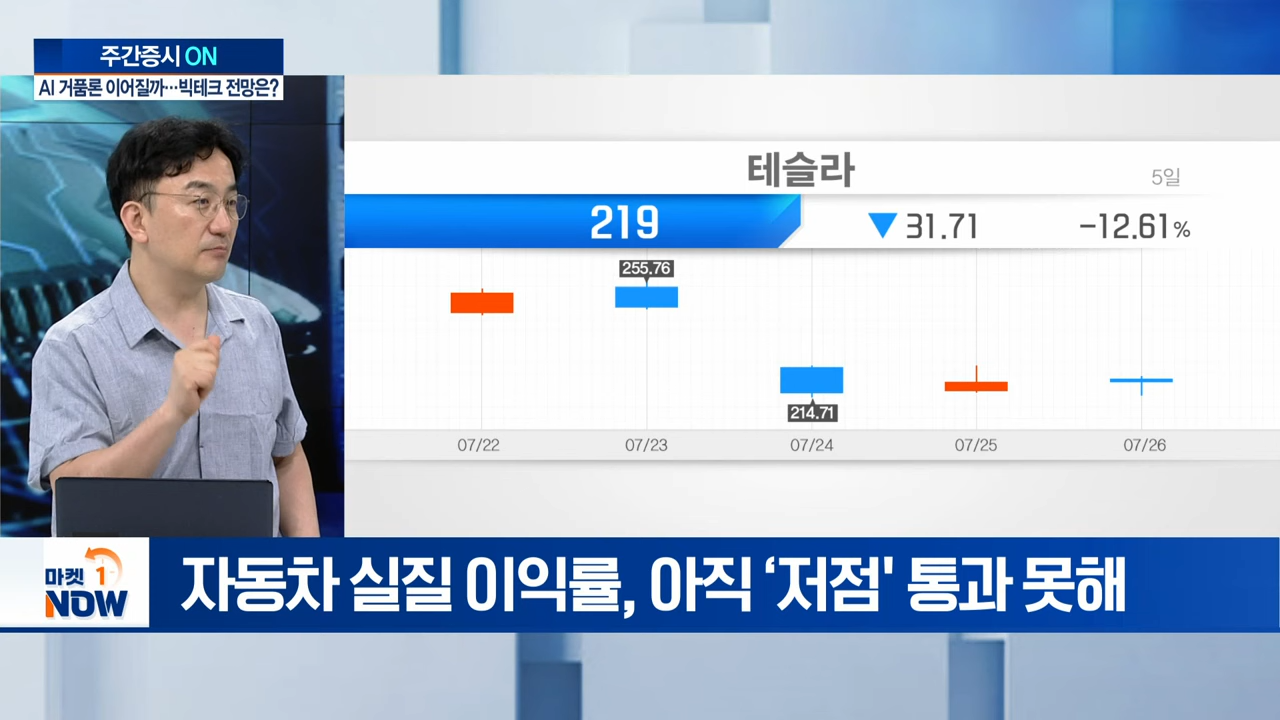 주간증시 ON
AI 거품론 이어질까…빅테크 전망은?
테슬라
5일
219 ▼ 31.71 -12.61%
255.76
214.71
07/22 07/23 07/24 07/25 07/26
마켓 1
NOW
자동차 실질 이익률, 아직 ‘저점' 통과 못해